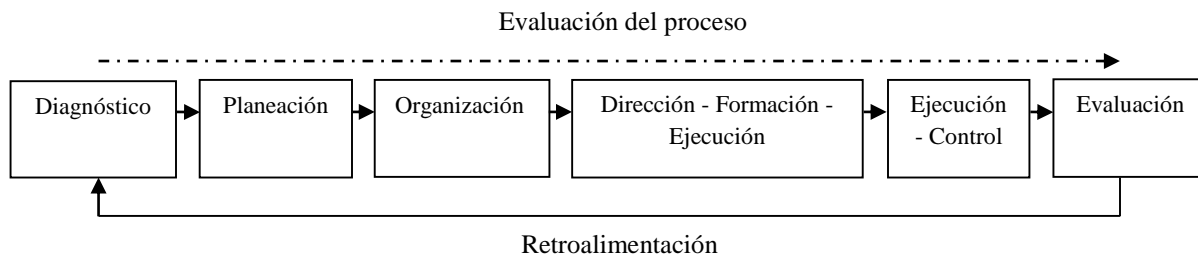 Evaluación del proceso
Diagnóstico
Planeación
Organización
Dirección - Formación -
Ejecución
Ejecución
- Control
Evaluación
Retroalimentación